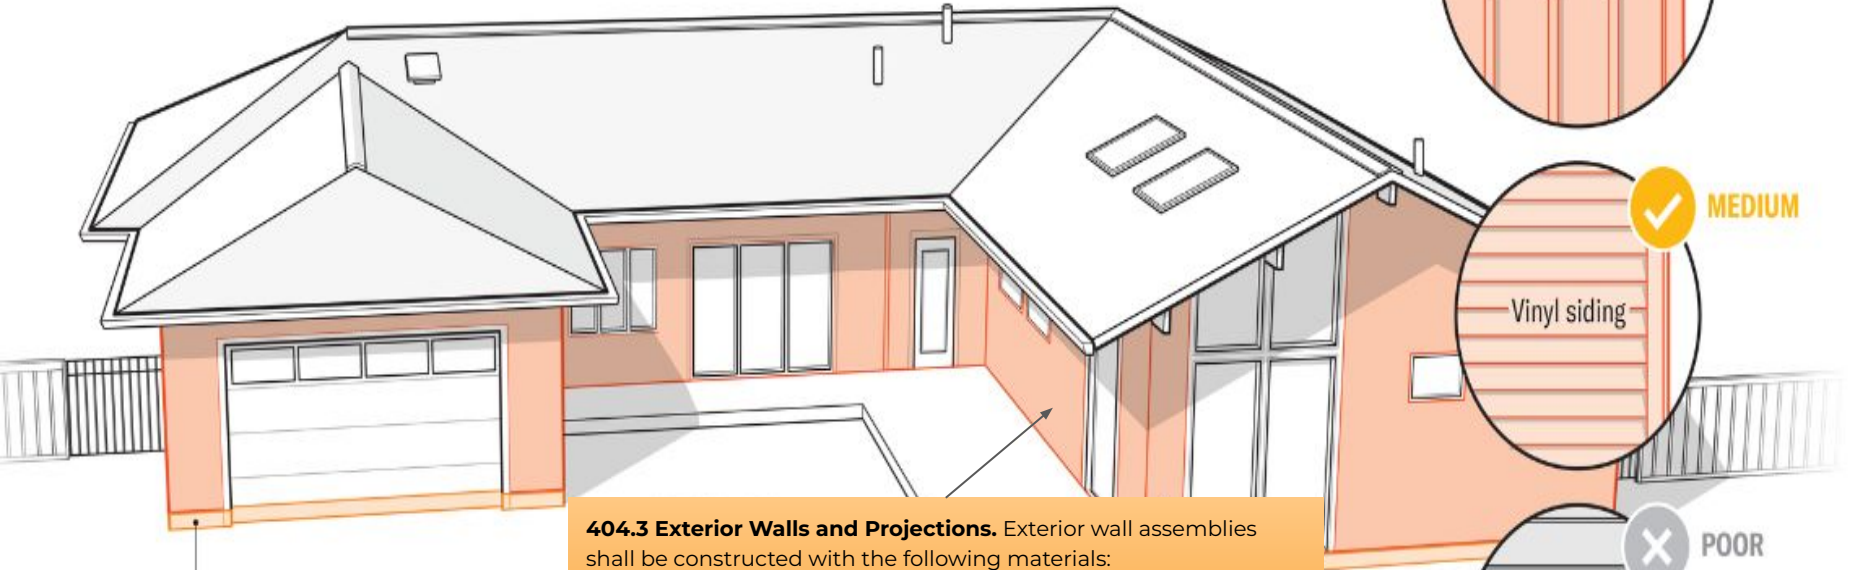 MEDIUM
Vinyl siding
404.3 Exterior Walls and Projections. Exterior wall assemblies
shall be constructed with the following materials:
POOR